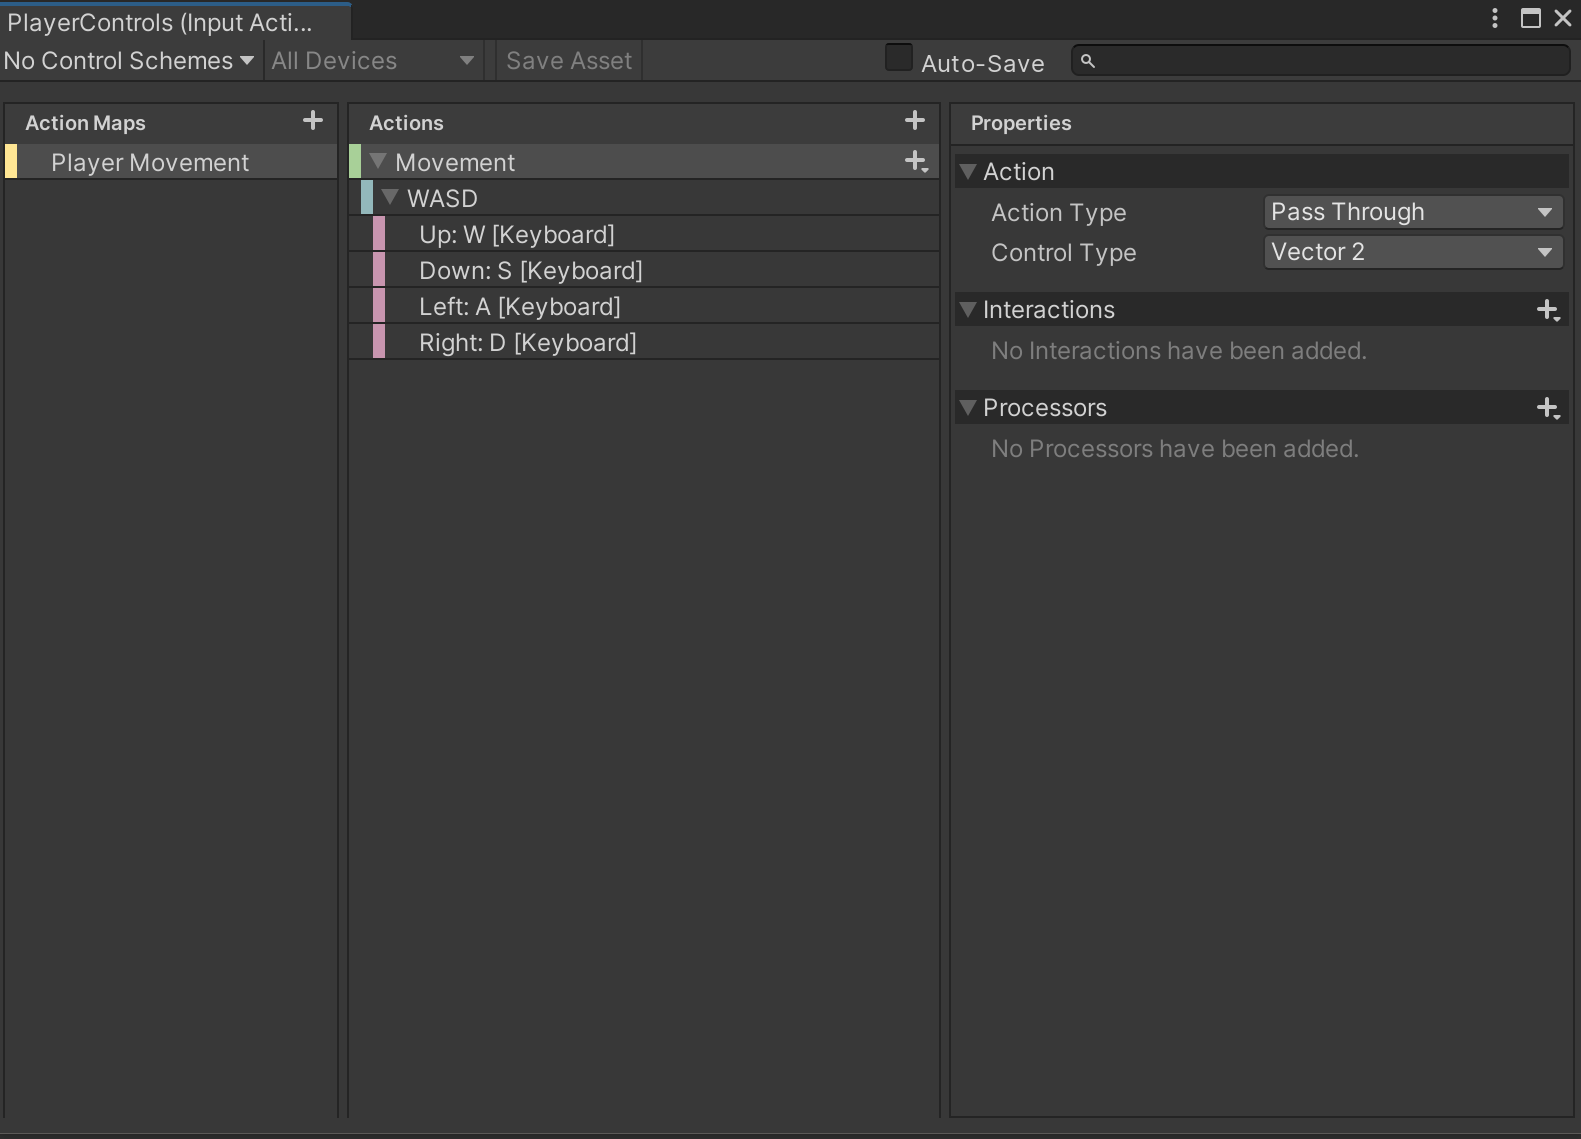 PlayerControls (Input Acti...
No Control Schemes
All Devices
Save Asset
Auto-Save
Action Maps
Player Movement
Actions
Movement
WASD
Up: W [Keyboard]
Down: S [Keyboard]
Left: A [Keyboard]
Right: D [Keyboard]
Properties
Action
Action Type
Pass Through
Control Type
Vector 2
Interactions
No Interactions have been added.
Processors
No Processors have been added.